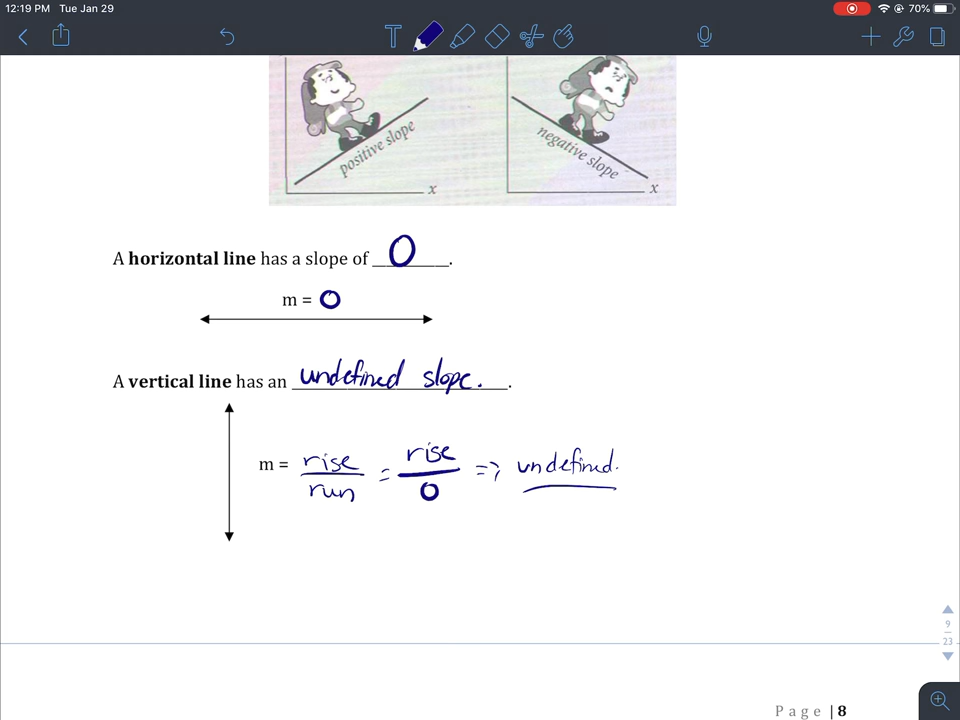 12:19 PM Tue Jan 29
70%
T
positive slope
x
negative slope
x
A horizontal line has a slope of 0.
m = 0
A vertical line has an undefined slope. .
m = rise/run = rise/0 => undefined.
9
23
Page | 8